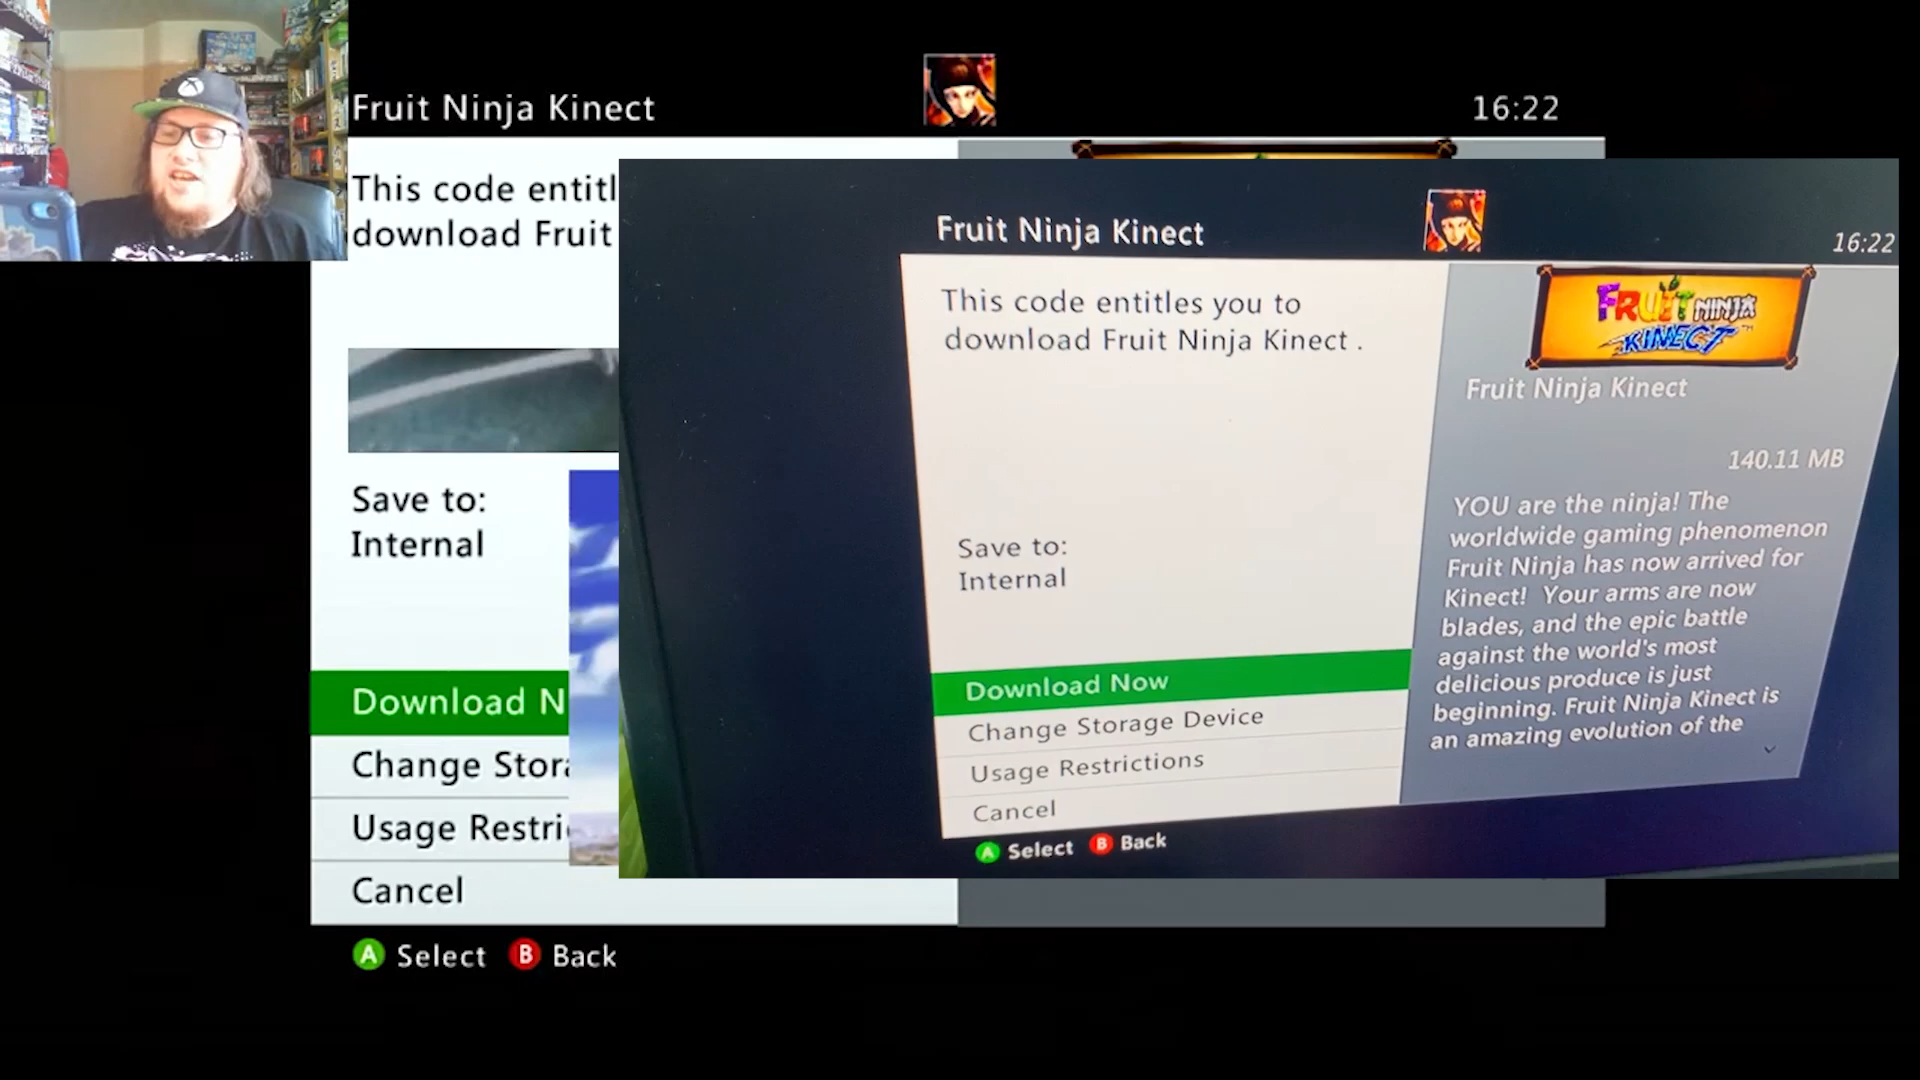 Fruit Ninja Kinect
16:22
This code entitl
download Fruit
Save to:
Internal
Download N
Change Stor
Usage Restri
Cancel
A Select B Back
Fruit Ninja Kinect
16:22
This code entitles you to
download Fruit Ninja Kinect .
Save to:
Internal
Download Now
Change Storage Device
Usage Restrictions
Cancel
A Select B Back
FRUIT NINJA
KINECT™
Fruit Ninja Kinect
140.11 MB
YOU are the ninja! The
worldwide gaming phenomenon
Fruit Ninja has now arrived for
Kinect! Your arms are now
blades, and the epic battle
against the world's most
delicious produce is just
beginning. Fruit Ninja Kinect is
an amazing evolution of the